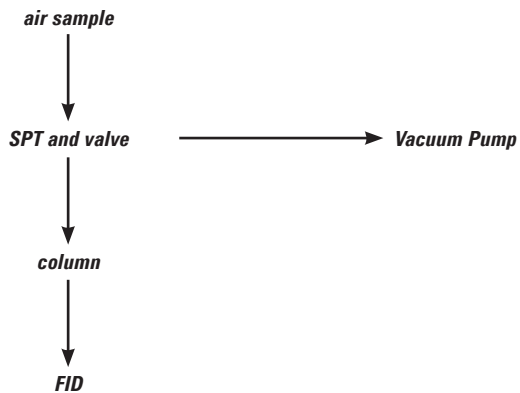 air sample
SPT and valve
Vacuum Pump
column
FID